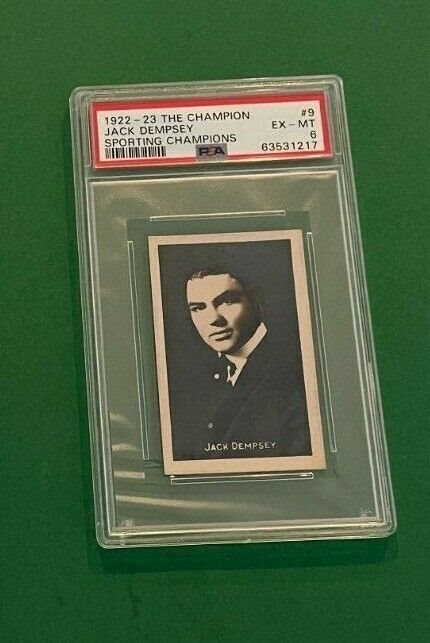 1922-23 THE CHAMPION #9
JACK DEMPSEY EX-MT
SPORTING CHAMPIONS 6
PSA 63531217
JACK DEMPSEY